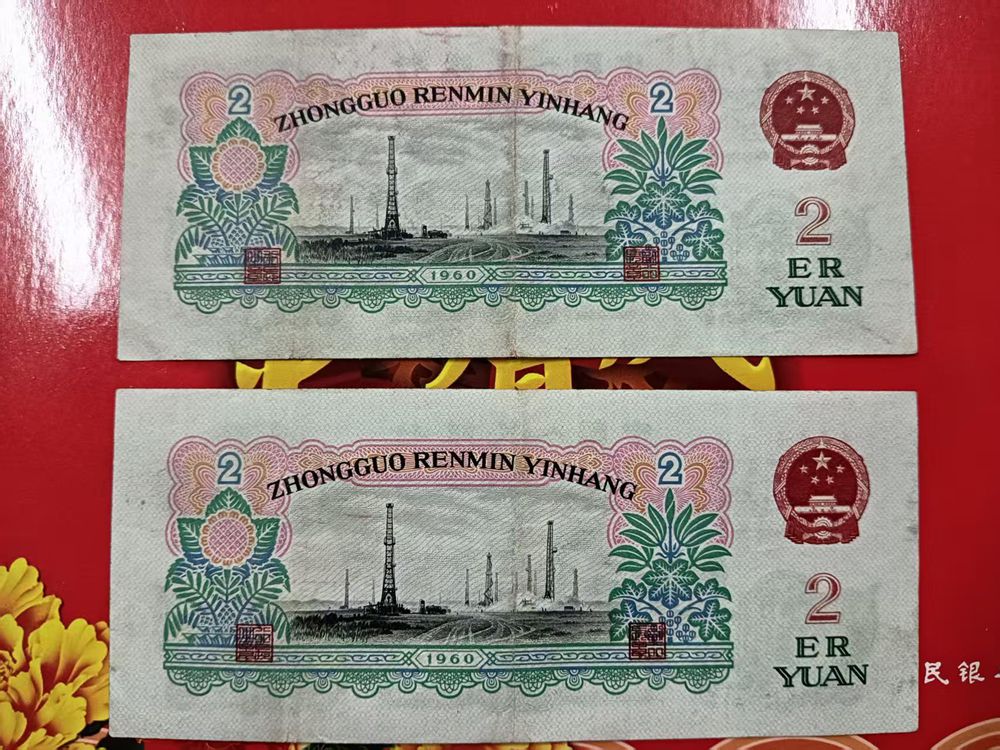 2
ZHONGGUO RENMIN YINHANG
2
2
ER
YUAN
1960
2
ZHONGGUO RENMIN YINHANG
2
2
ER
YUAN
1960
民银